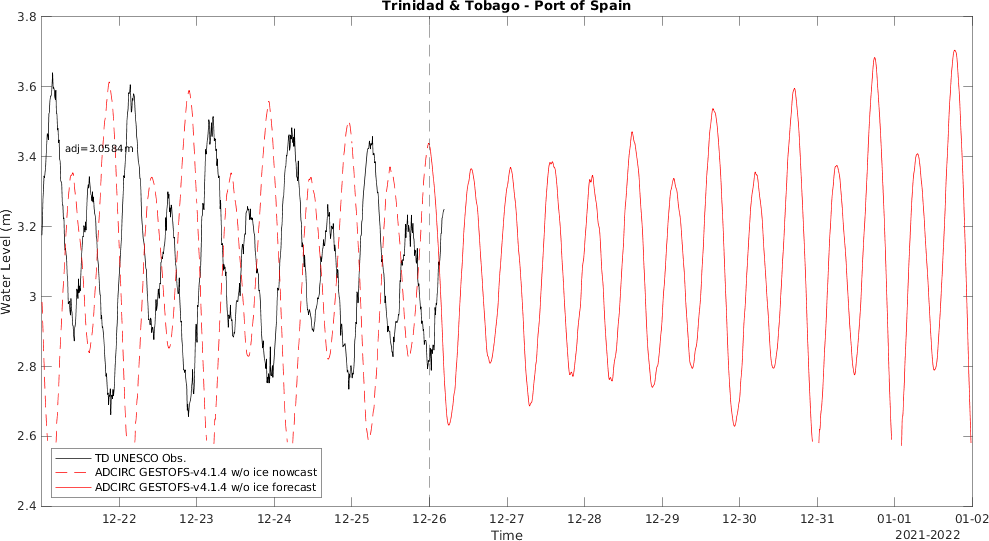 Trinidad & Tobago - Port of Spain
3.8
3.6
3.4
3.2
3
2.8
2.6
2.4
Water Level (m)
adj=3.0584m
TD UNESCO Obs.
ADCIRC GESTOFS-v4.1.4 w/o ice nowcast
ADCIRC GESTOFS-v4.1.4 w/o ice forecast
12-22 12-23 12-24 12-25 12-26 12-27 12-28 12-29 12-30 12-31 01-01 01-02
Time
2021-2022